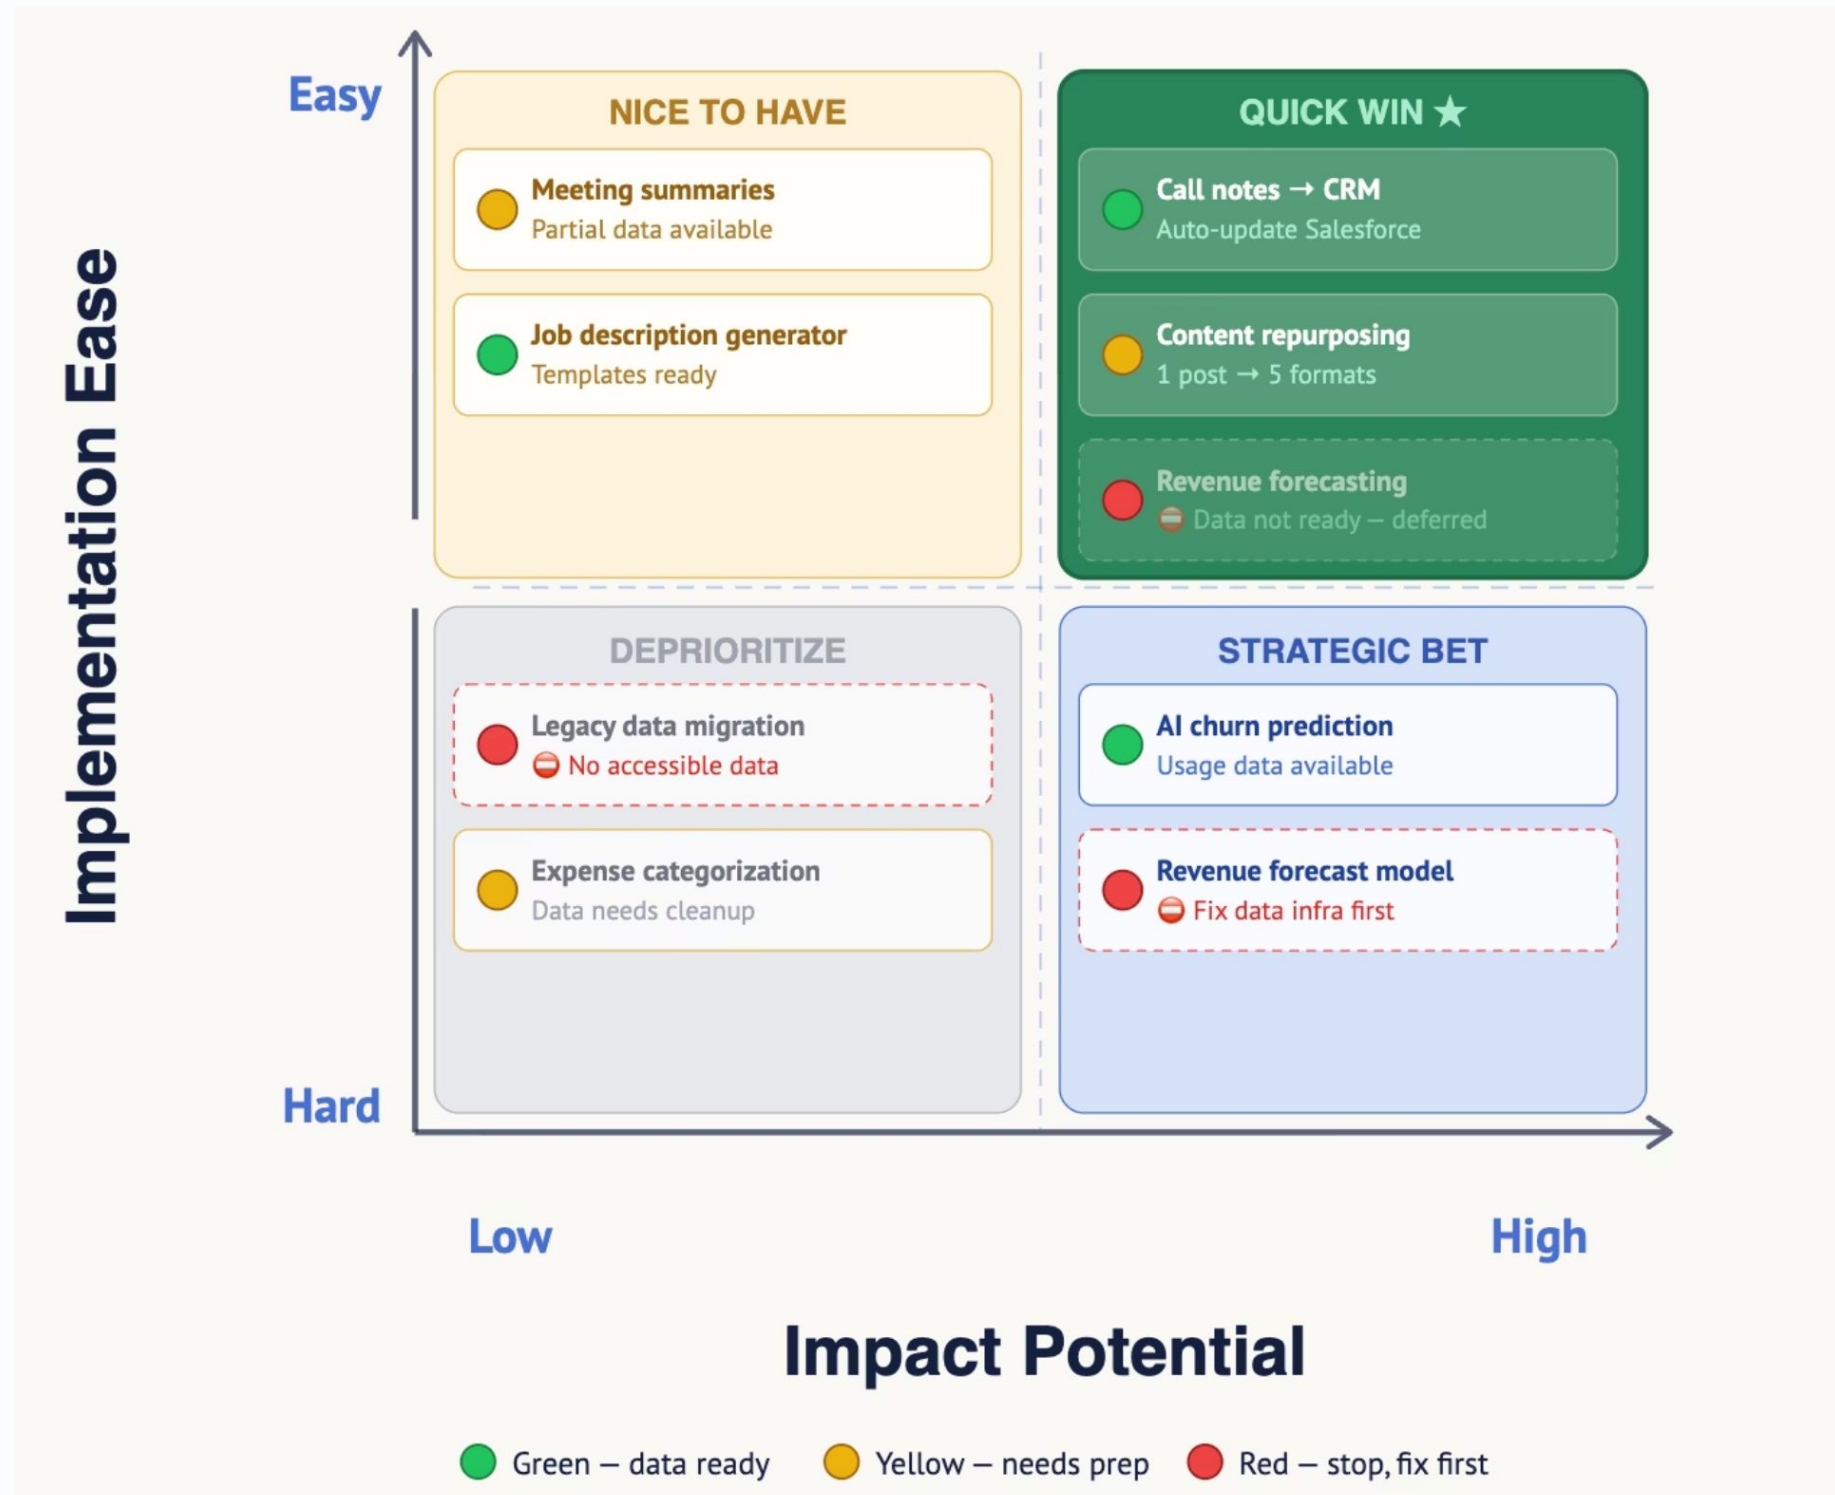 Implementation Ease
Easy
NICE TO HAVE
Meeting summaries
Partial data available
Job description generator
Templates ready
QUICK WIN ★
Call notes → CRM
Auto-update Salesforce
Content repurposing
1 post → 5 formats
Revenue forecasting
⛔ Data not ready — deferred
DEPRIORITIZE
Legacy data migration
⛔ No accessible data
Expense categorization
Data needs cleanup
STRATEGIC BET
AI churn prediction
Usage data available
Revenue forecast model
⛔ Fix data infra first
Hard
Low
High
Impact Potential
Green — data ready
Yellow — needs prep
Red — stop, fix first